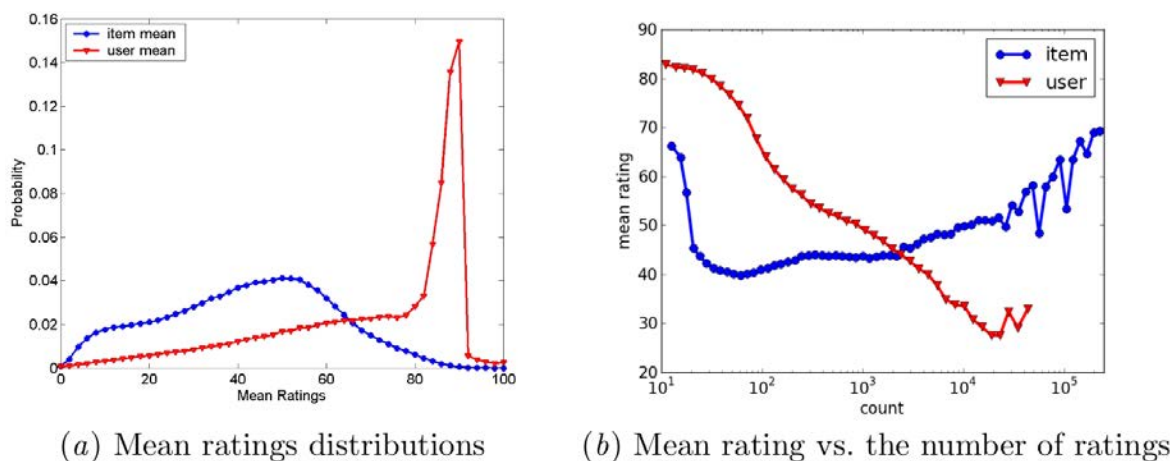 0.16
0.14
0.12
0.1
0.08
0.06
0.04
0.02
0
Probability
item mean
user mean
0 20 40 60 80 100
Mean Ratings
(a) Mean ratings distributions
90
80
70
60
50
40
30
20
mean rating
item
user
10^1 10^2 10^3 10^4 10^5
count
(b) Mean rating vs. the number of ratings